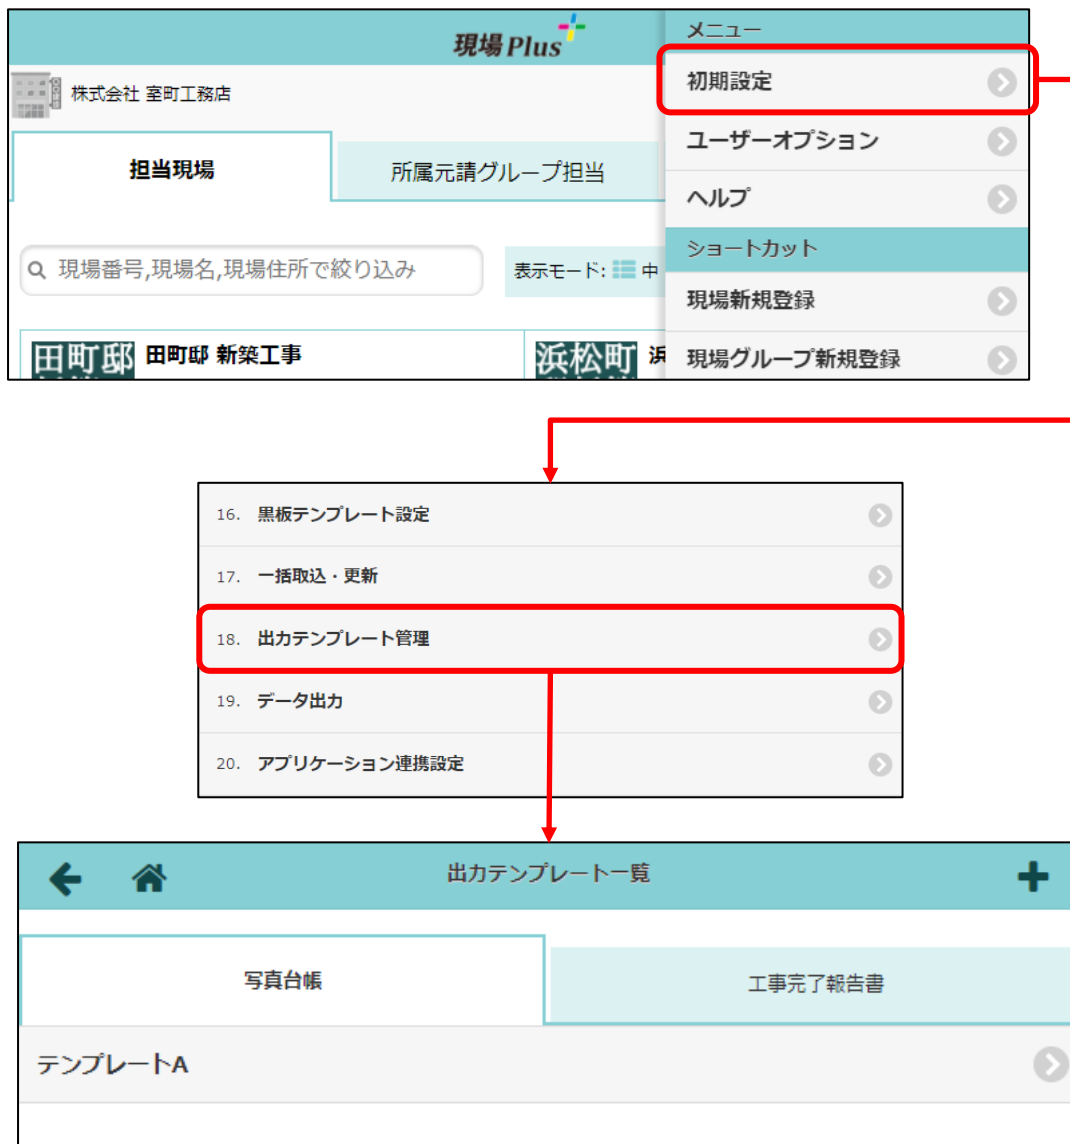 現場Plus
メニュー
初期設定
株式会社 室町工務店
ユーザーオプション
担当現場
所属元請グループ担当
ヘルプ
ショートカット
現場番号,現場名,現場住所で絞り込み
表示モード: 中
現場新規登録
田町邸 田町邸 新築工事
浜松町 浜
現場グループ新規登録
16. 黒板テンプレート設定
17. 一括取込・更新
18. 出力テンプレート管理
19. データ出力
20. アプリケーション連携設定
出力テンプレート一覧
写真台帳
工事完了報告書
テンプレートA